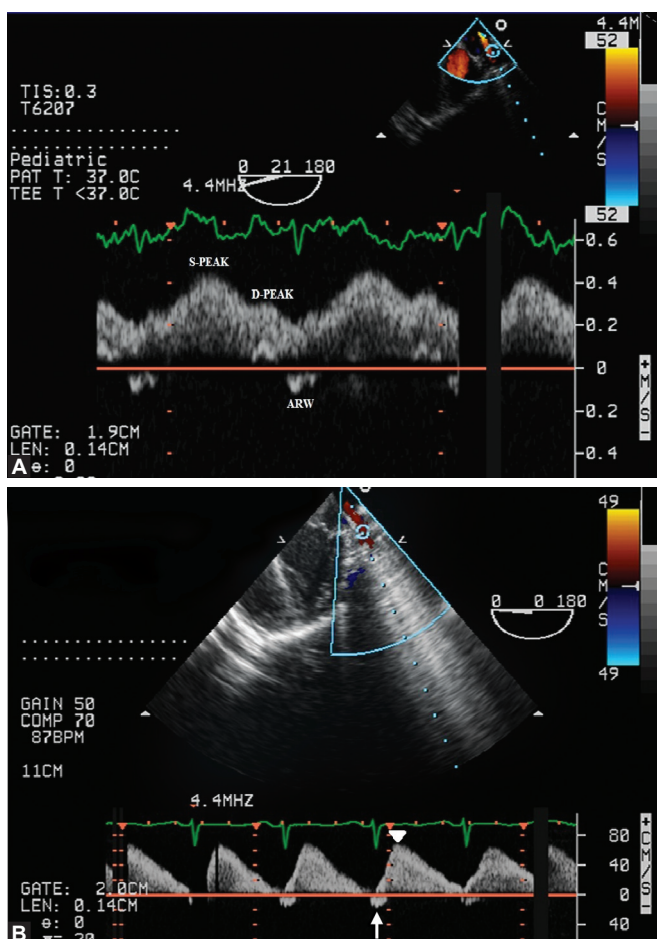 4.4M
52
TIS:0.3
T6207
C
M
/
S
Pediatric
PAT T: 37.0C
TEE T <37.0C
0 21 180
4.4MHZ
52
0.6
S-PEAK
0.4
D-PEAK
0.2
0
+
M
/
S
-
ARW
0.2
GATE: 1.9CM
LEN: 0.14CM
0.4
A
θ: 0
49
C
M
/
S
0 0 180
49
GAIN 50
COMP 70
87BPM
11CM
4.4MHZ
80
+
C
M
/
S
-
40
GATE: 2.0CM
0
LEN: 0.14CM
θ: 0
40
B